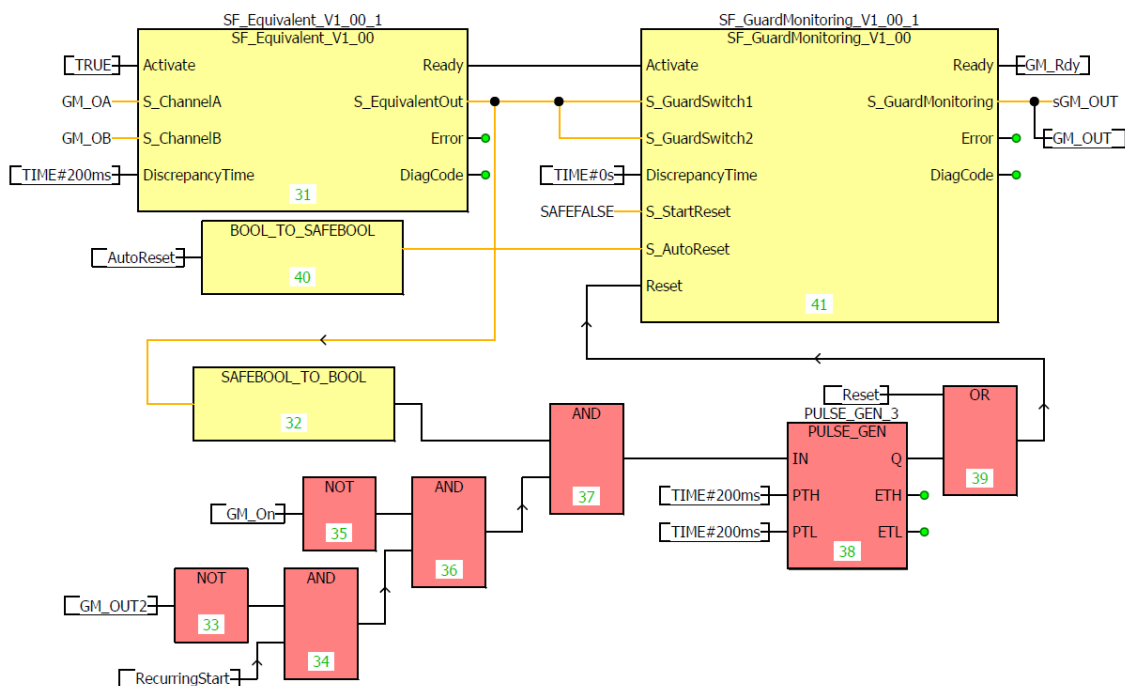 SF_Equivalent_V1_00_1 SF_GuardMonitoring_V1_00_1
SF_Equivalent_V1_00 SF_GuardMonitoring_V1_00
TRUE Activate Ready Activate Ready GM_Rdy
GM_OA S_ChannelA S_EquivalentOut S_GuardSwitch1 S_GuardMonitoring sGM_OUT
GM_OB S_ChannelB Error S_GuardSwitch2 Error GM_OUT
TIME#200ms DiscrepancyTime DiagCode TIME#0s DiscrepancyTime DiagCode
31
SAFEFALSE S_StartReset
BOOL_TO_SAFEBOOL
AutoReset S_AutoReset
40
Reset
41
SAFEBOOL_TO_BOOL
32
Reset OR
AND PULSE_GEN_3
PULSE_GEN
IN Q
37
39
NOT AND
TIME#200ms PTH ETH
GM_On
35
TIME#200ms PTL ETL
38
36
NOT AND
GM_OUT2
33
34
RecurringStart